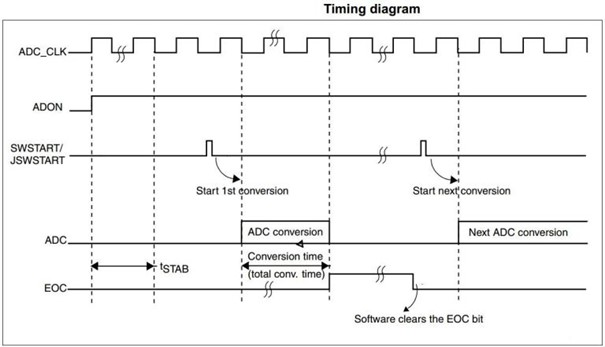 Timing diagram
ADC_CLK
ADON
SWSTART/
JSWSTART
Start 1st conversion
Start next conversion
ADC
ADC conversion
Next ADC conversion
Conversion time
tSTAB
(total conv. time)
EOC
Software clears the EOC bit